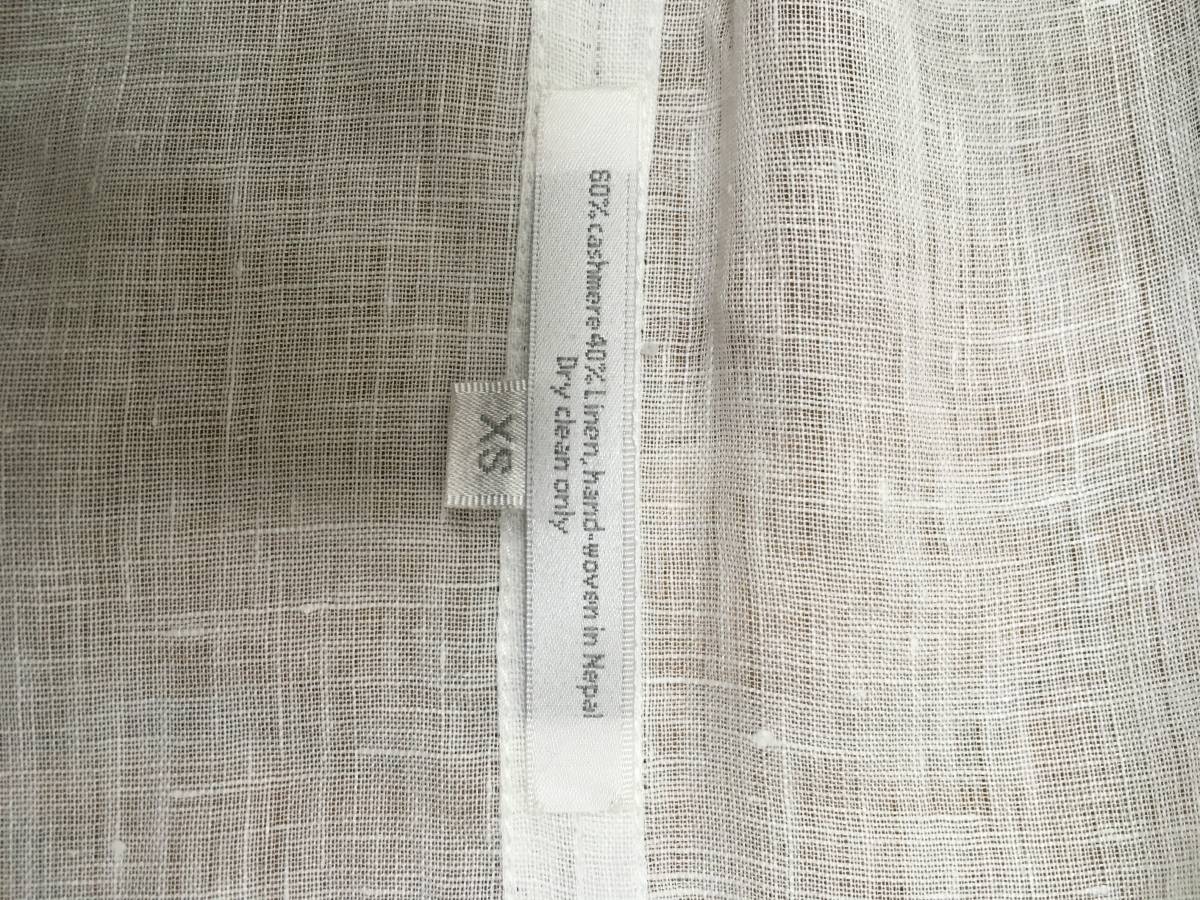 60% cashmere 40% linen, hand-woven in Nepal
Dry clean only
XS